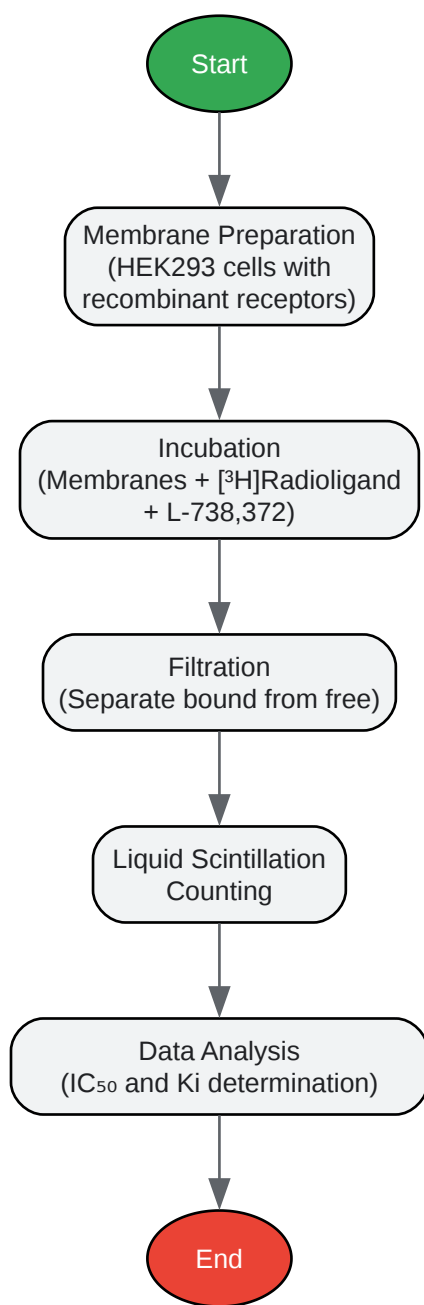 Start
Membrane Preparation
(HEK293 cells with
recombinant receptors)
Incubation
(Membranes + [³H]Radioligand
+ L-738,372)
Filtration
(Separate bound from free)
Liquid Scintillation
Counting
Data Analysis
(IC₅₀ and Ki determination)
End